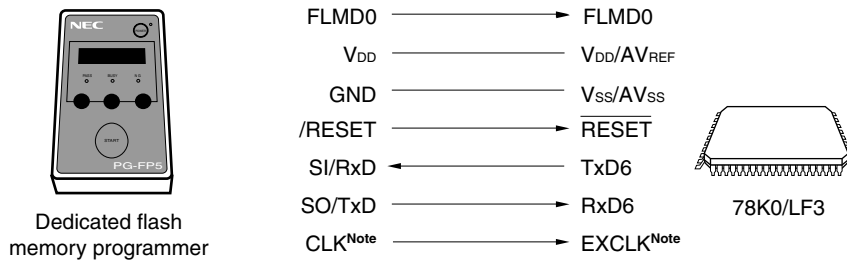 NEC
PASS BUSY NG
START
PG-FP5
Dedicated flash
memory programmer
FLMD0 FLMD0
VDD VDD/AVREF
GND VSS/AVSS
/RESET RESET
SI/RxD TxD6
SO/TxD RxD6
CLKNote EXCLKNote
78K0/LF3